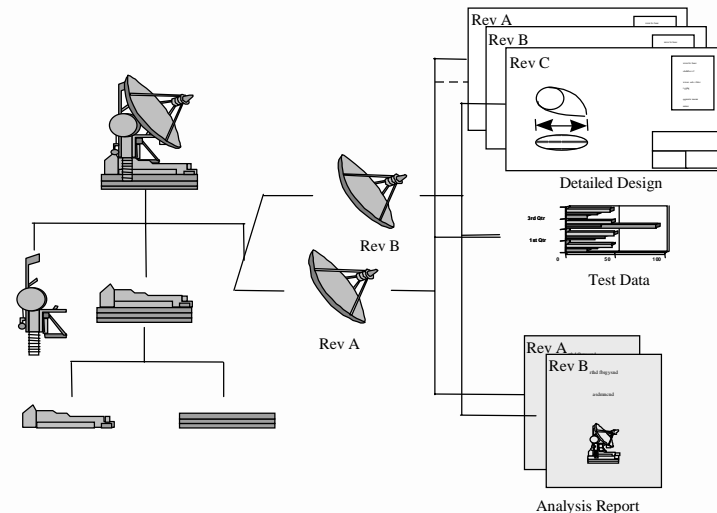 Rev A
Rev B
Rev C
Detailed Design
3rd Qtr
1st Qtr
0 50 100
Test Data
Rev B
Rev A
Rev A
Rev B
Analysis Report